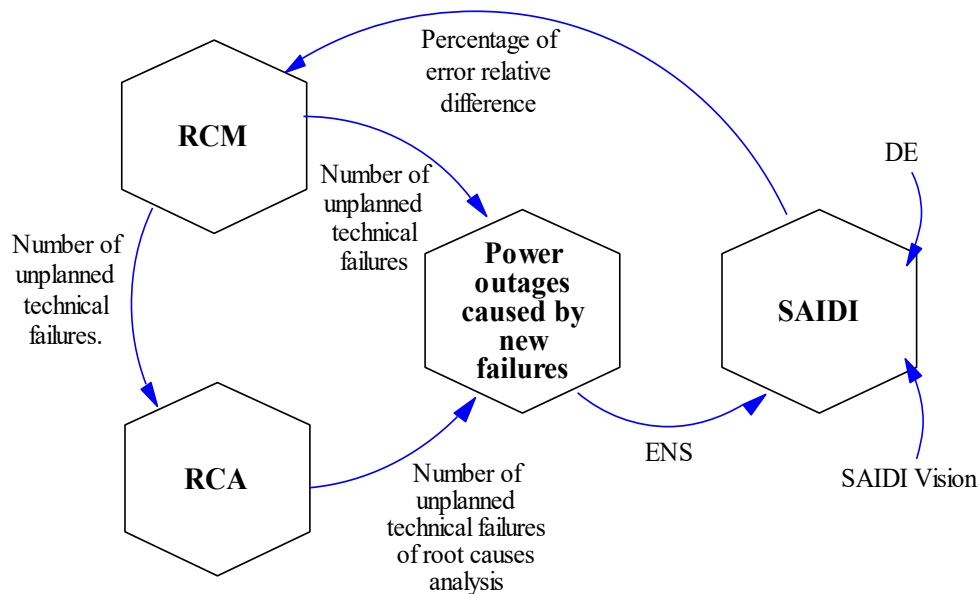 Percentage of
error relative
difference
RCM
DE
Number of
unplanned
technical
failures
Number of
unplanned
technical
failures.
Power
outages
caused by
new
failures
SAIDI
RCA
ENS
SAIDI Vision
Number of
unplanned
technical failures
of root causes
analysis